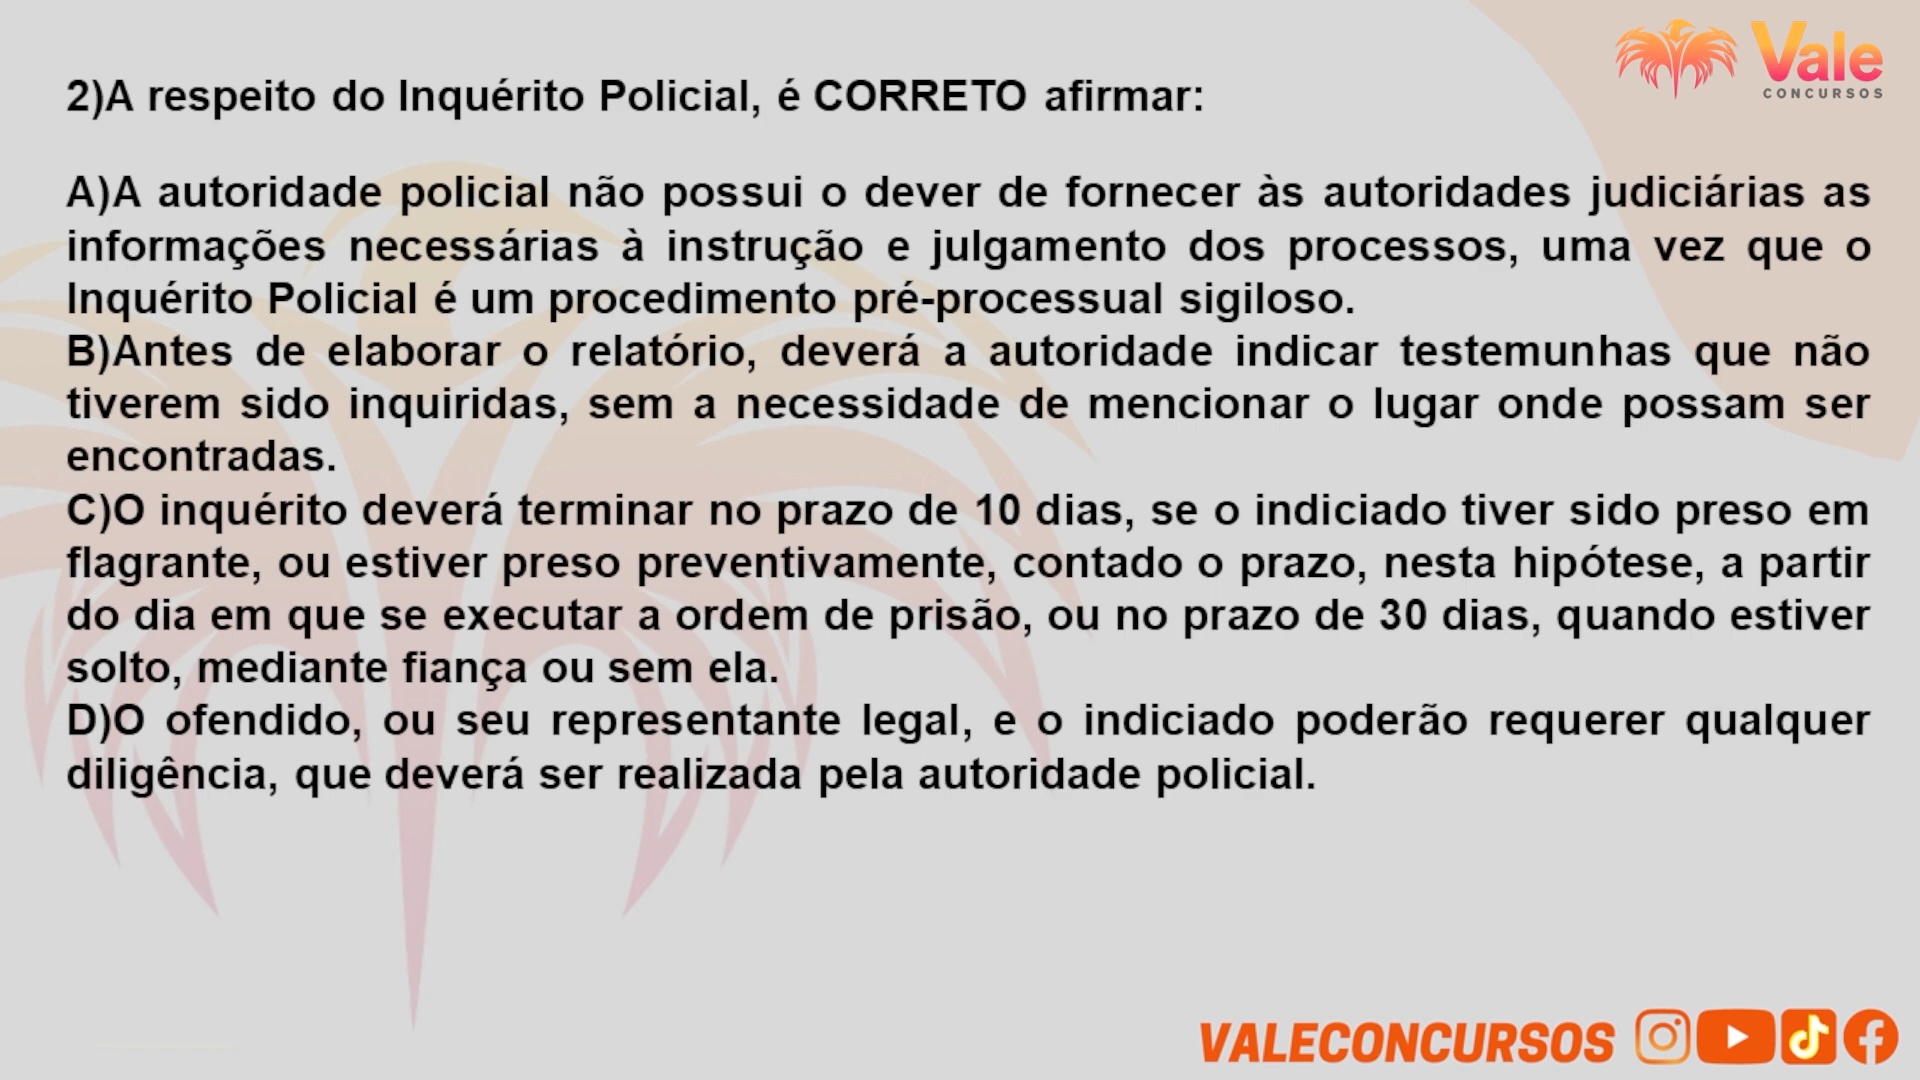 Vale
CONCURSOS
2)A respeito do Inquérito Policial, é CORRETO afirmar:
A)A autoridade policial não possui o dever de fornecer às autoridades judiciárias as
informações necessárias à instrução e julgamento dos processos, uma vez que o
Inquérito Policial é um procedimento pré-processual sigiloso.
B)Antes de elaborar o relatório, deverá a autoridade indicar testemunhas que não
tiverem sido inquiridas, sem a necessidade de mencionar o lugar onde possam ser
encontradas.
C)O inquérito deverá terminar no prazo de 10 dias, se o indiciado tiver sido preso em
flagrante, ou estiver preso preventivamente, contado o prazo, nesta hipótese, a partir
do dia em que se executar a ordem de prisão, ou no prazo de 30 dias, quando estiver
solto, mediante fiança ou sem ela.
D)O ofendido, ou seu representante legal, e o indiciado poderão requerer qualquer
diligência, que deverá ser realizada pela autoridade policial.
VALECONCURSOS